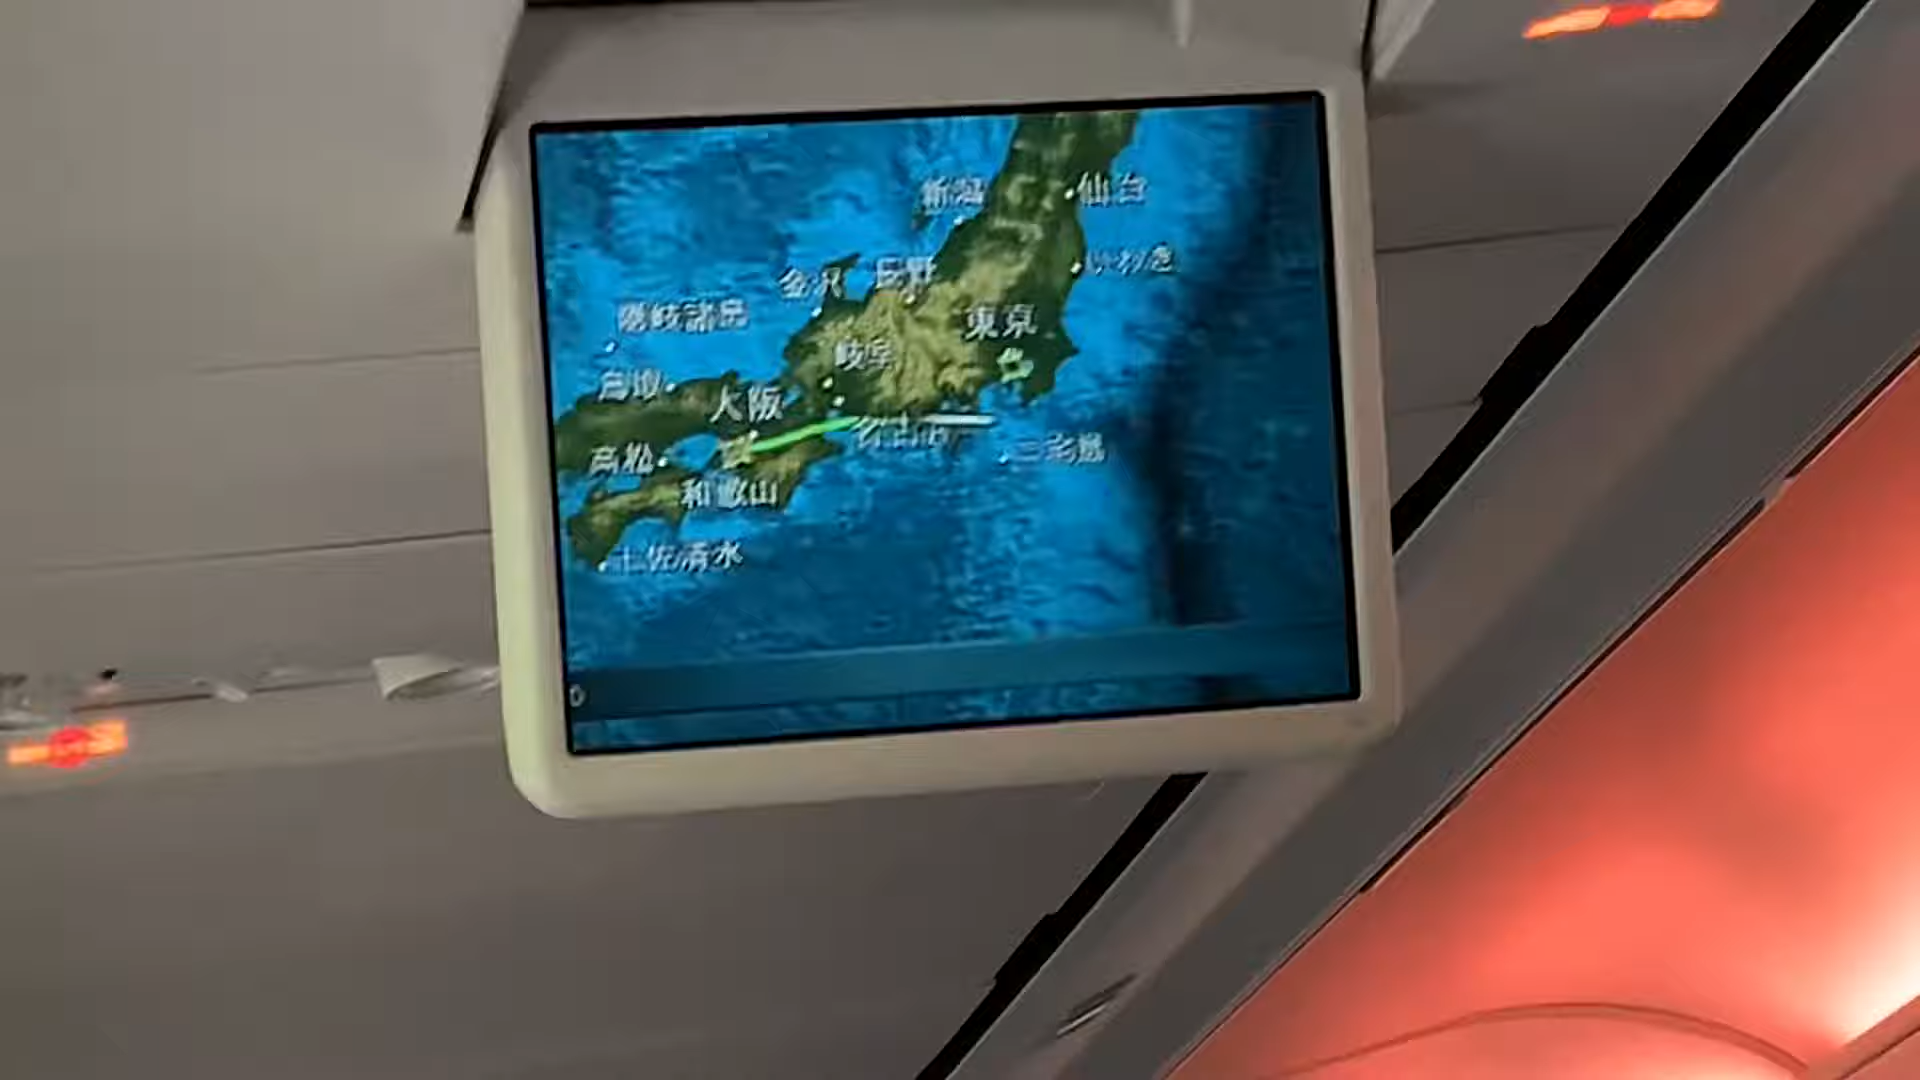 新潟
仙台
金沢
長野
いわき
隠岐諸島
東京
岐阜
鳥取
大阪
名古屋
三宅島
高松
和歌山
土佐清水
0